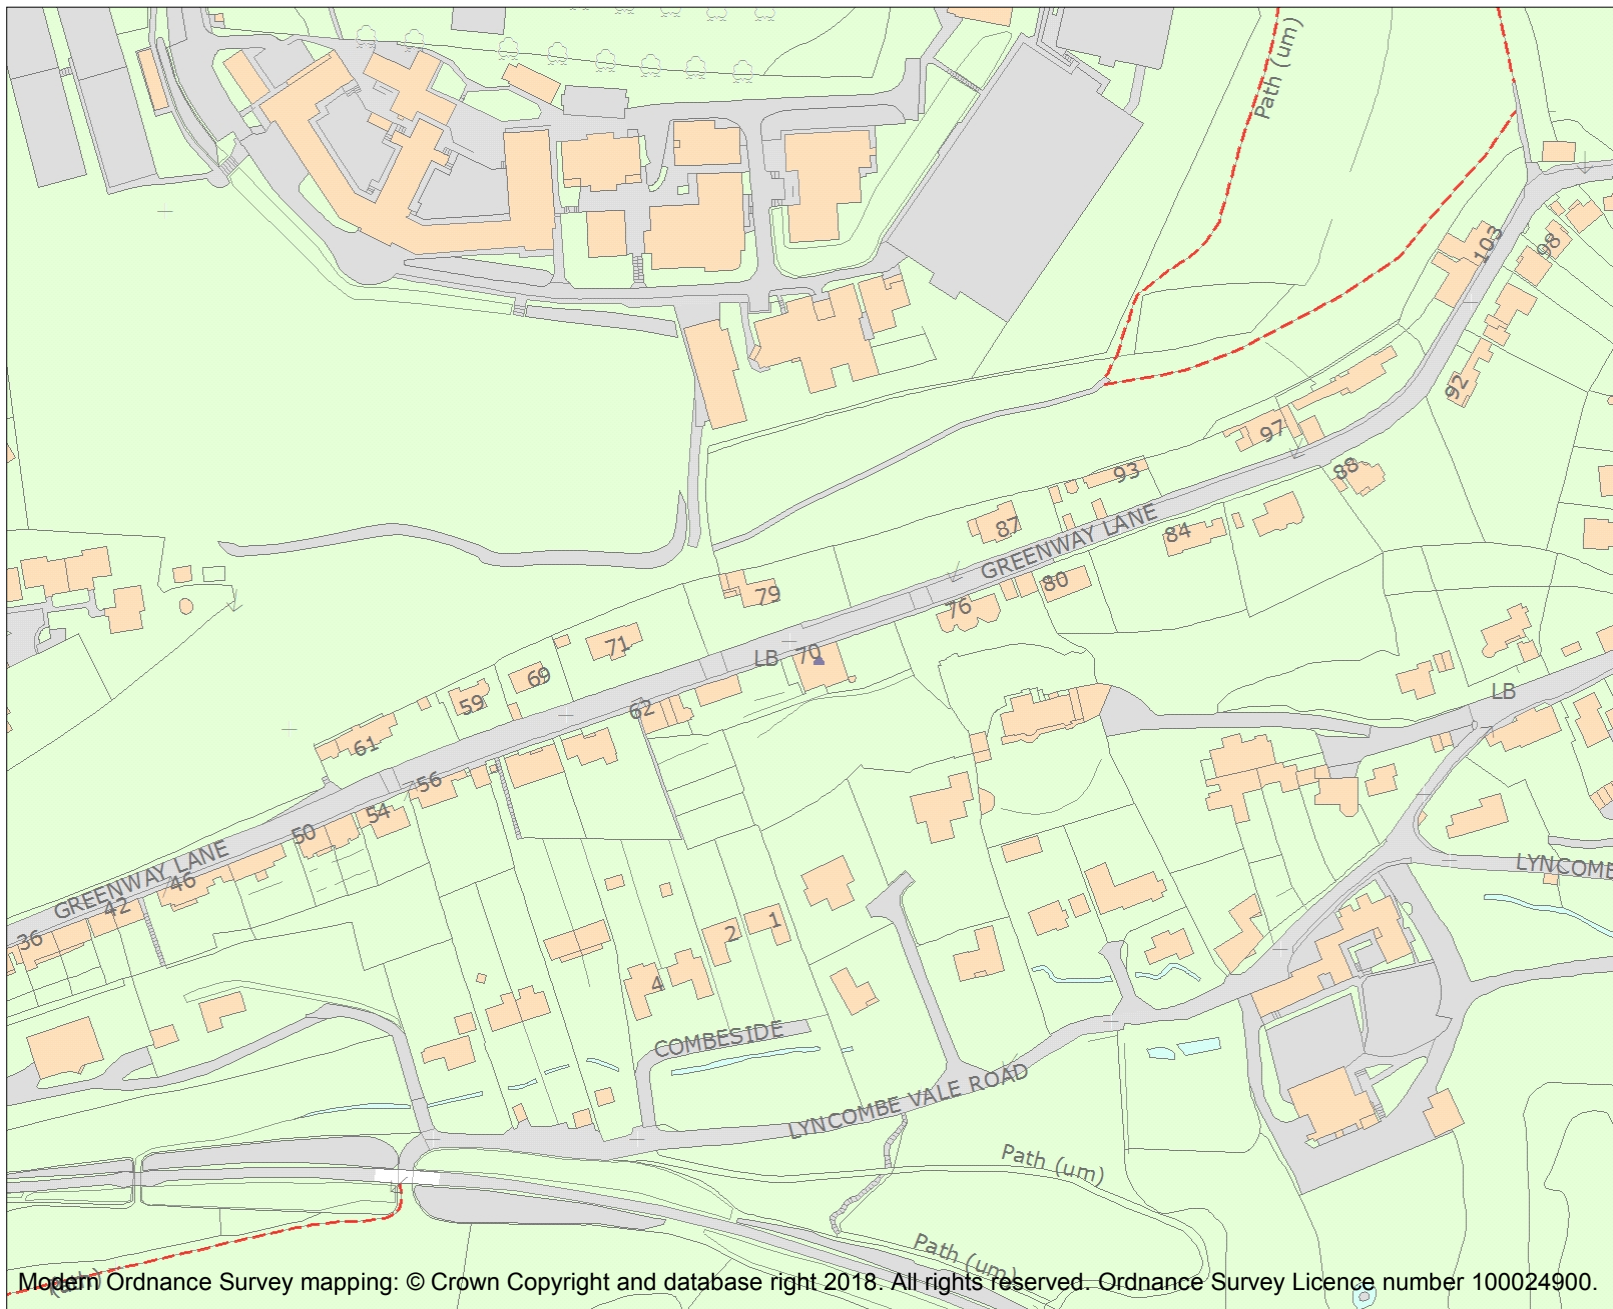 Path (um)
103
98
92
97
88
93
87
GREENWAY LANE
84
80
79
76
71
LB
70
69
62
59
LB
61
56
54
50
GREENWAY LANE
46
LYNCOMBE
42
36
2
1
4
COMBESIDE
LYNCOMBE VALE ROAD
Path (um)
Path (um)
Modern Ordnance Survey mapping: © Crown Copyright and database right 2018. All rights reserved. Ordnance Survey Licence number 100024900.